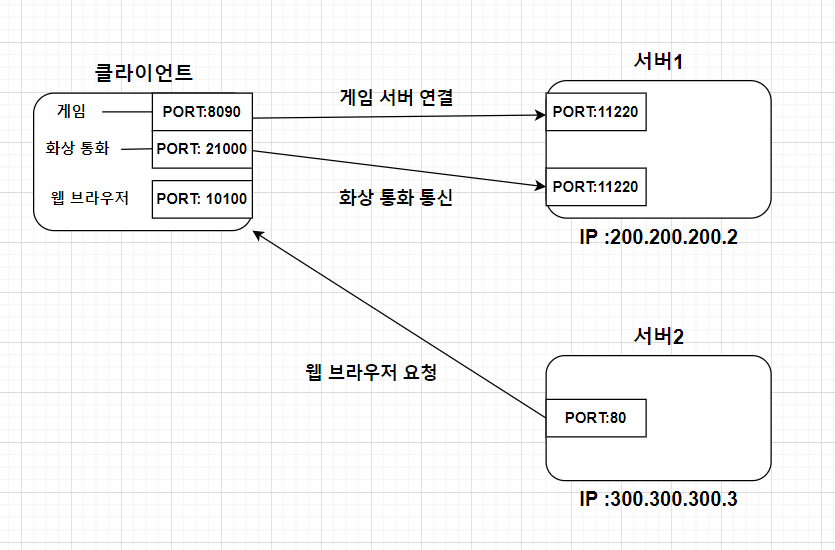 클라이언트
게임
PORT:8090
화상 통화
PORT: 21000
웹 브라우저
PORT: 10100
게임 서버 연결
화상 통화 통신
서버1
PORT:11220
PORT:11220
IP :200.200.200.2
웹 브라우저 요청
서버2
PORT:80
IP :300.300.300.3